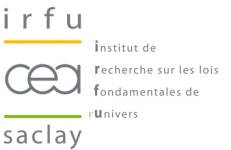 irfu
cea
saclay
institut de
recherche sur les lois
fondamentales de
l'univers